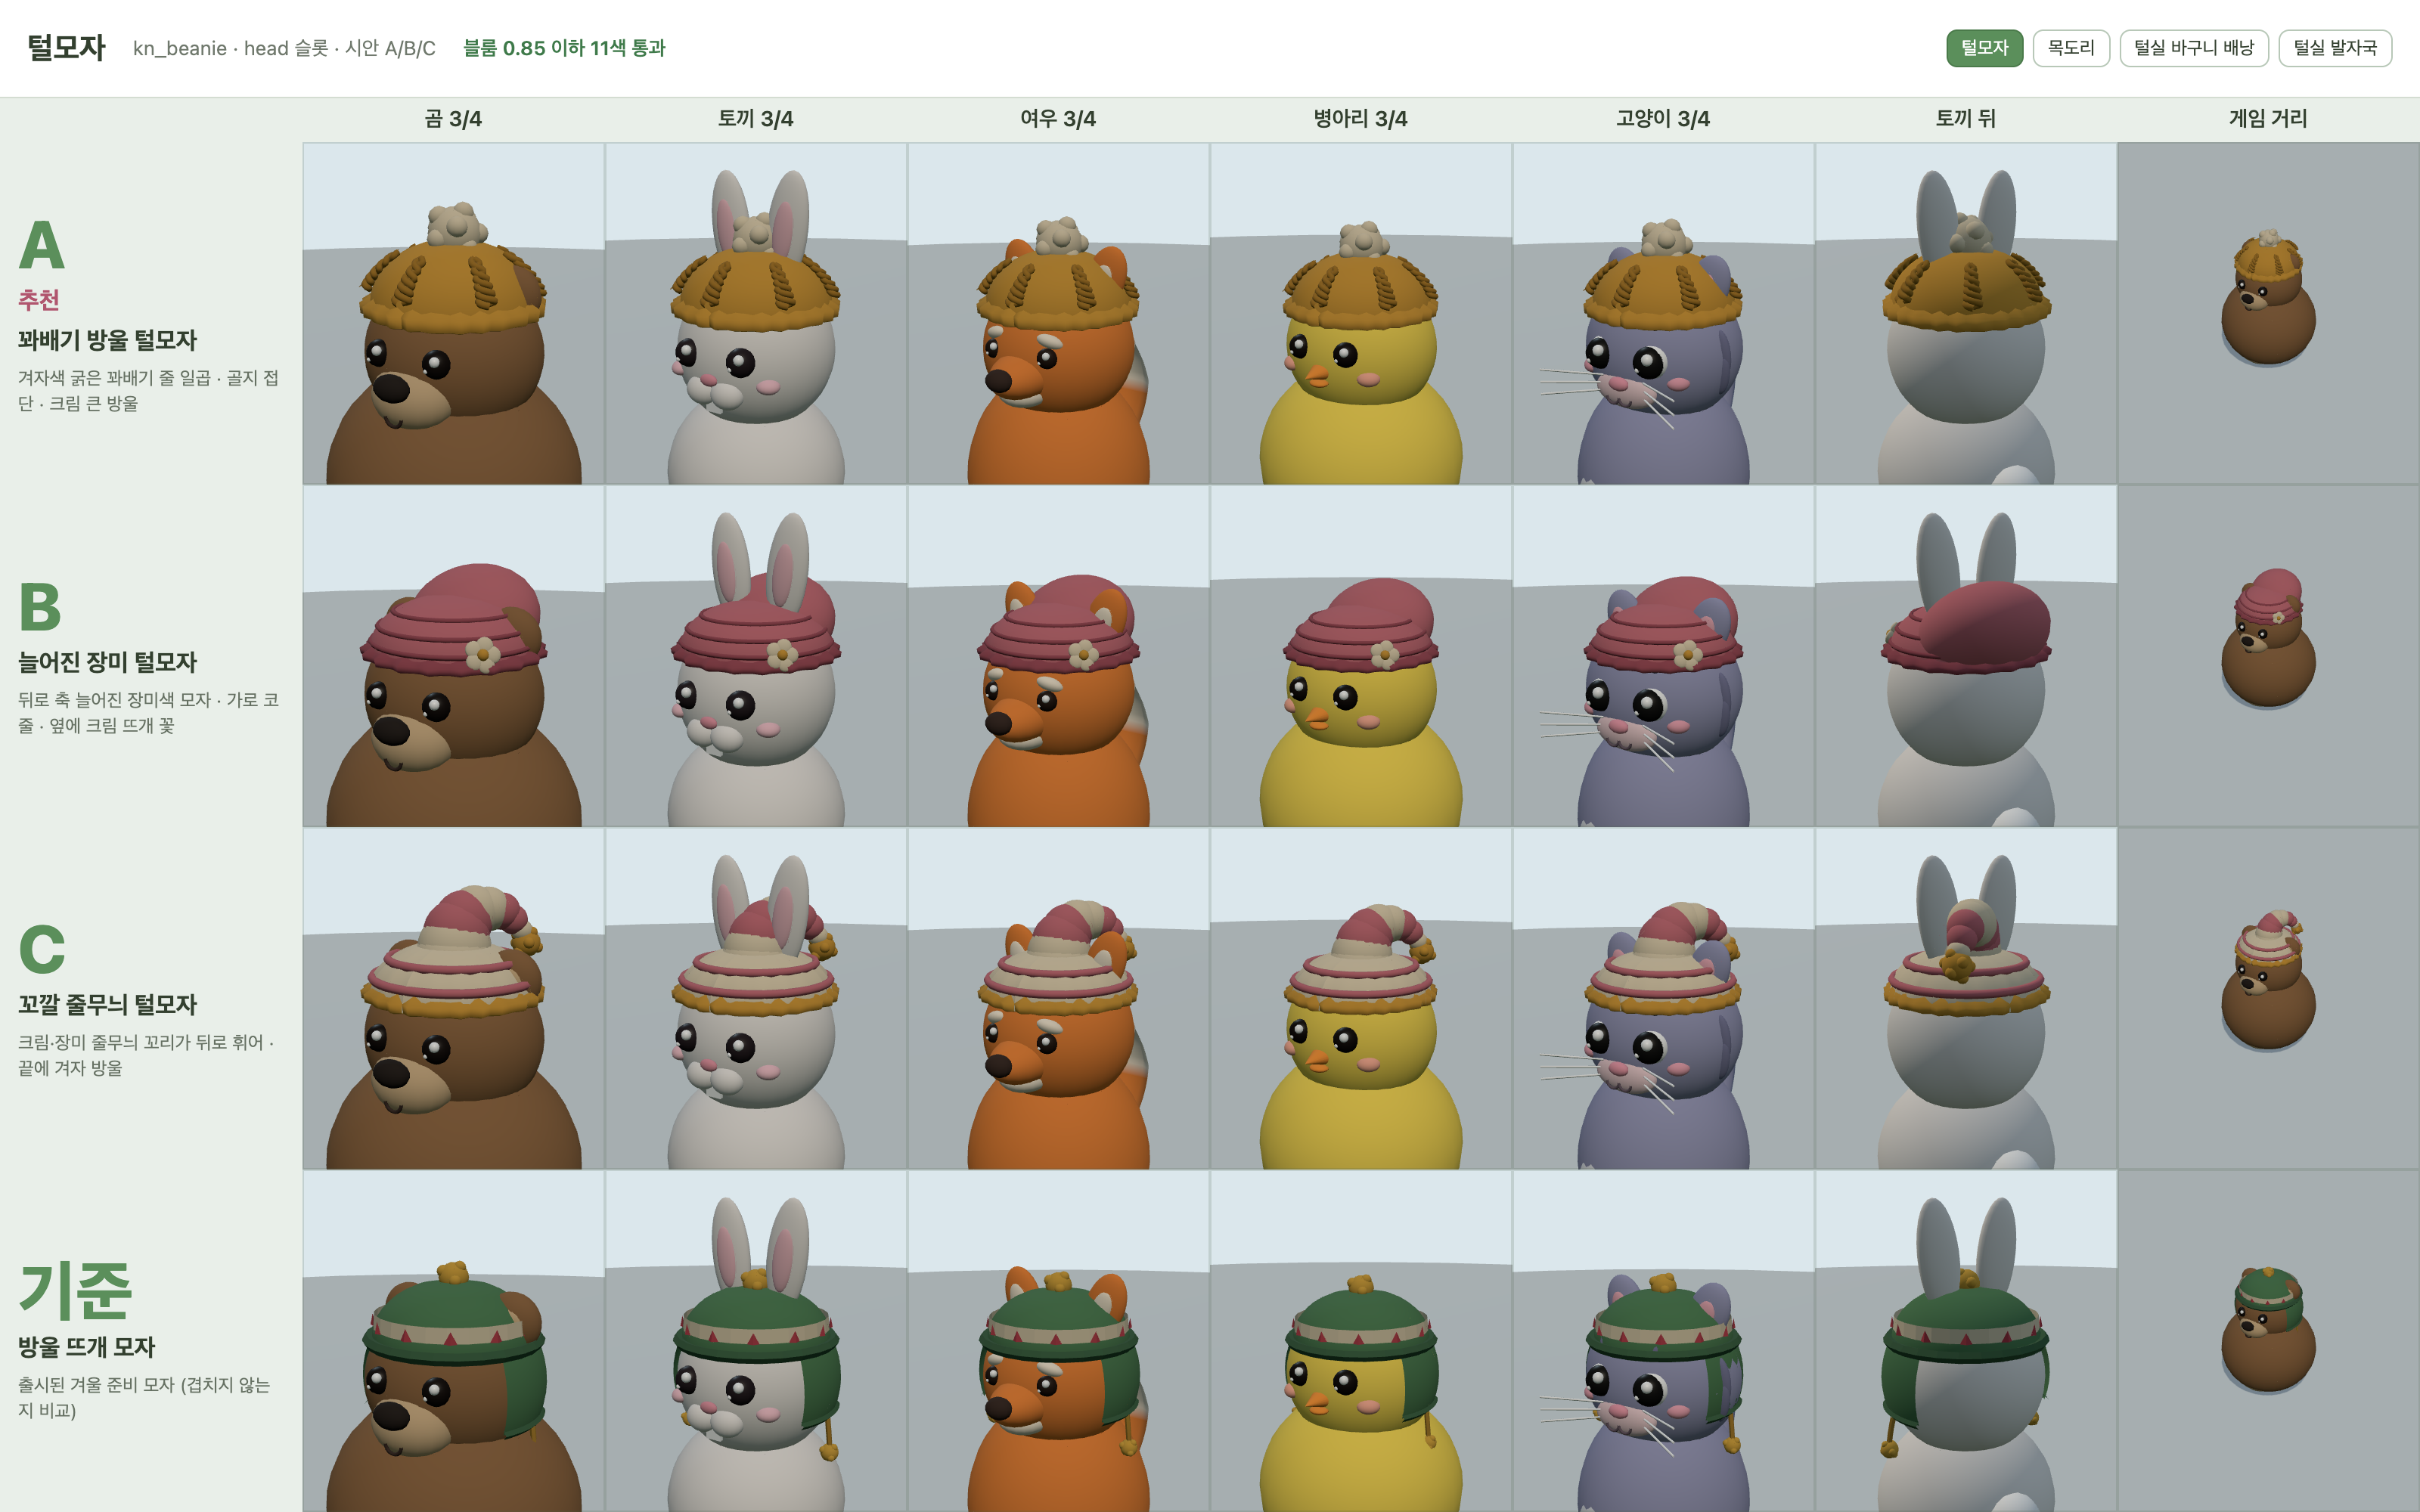 털모자 kn_beanie · head 슬롯 · 시안 A/B/C 블룸 0.85 이하 11색 통과 털모자 목도리 털실 바구니 배낭 털실 발자국
곰 3/4 토끼 3/4 여우 3/4 병아리 3/4 고양이 3/4 토끼 뒤 게임 거리
A
추천
꽈배기 방울 털모자
겨자색 굵은 꽈배기 줄 일곱 · 골지 접
단 · 크림 큰 방울
B
늘어진 장미 털모자
뒤로 축 늘어진 장미색 모자 · 가로 코
줄 · 옆에 크림 뜨개 꽃
C
꼬깔 줄무늬 털모자
크림·장미 줄무늬 꼬리가 뒤로 휘어 ·
끝에 겨자 방울
기준
방울 뜨개 모자
출시된 겨울 준비 모자 (겹치지 않는
지 비교)